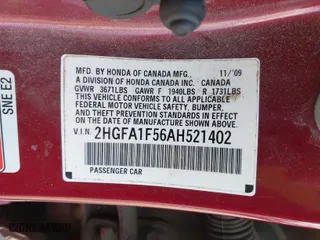 SNE E2
MFD. BY HONDA OF CANADA MFG., 11/'09
A DIVISION OF HONDA CANADA INC. CANADA
GVWR 3671LBS GAWR F 1940LBS R 1731LBS
THIS VEHICLE CONFORMS TO ALL APPLICABLE
FEDERAL MOTOR VEHICLE SAFETY, BUMPER,
AND THEFT PREVENTION STANDARDS IN EFFECT ON
THE DATE OF MANUFACTURE SHOWN ABOVE.
V.I.N. 2HGFA1F56AH521402
PASSENGER CAR